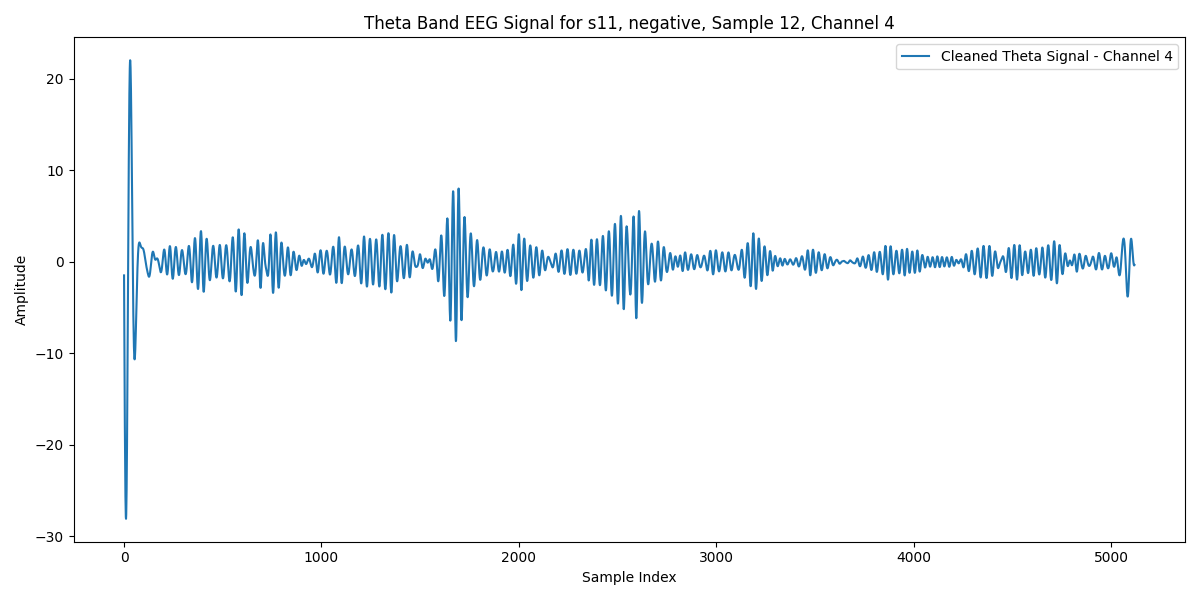 Theta Band EEG Signal for s11, negative, Sample 12, Channel 4
Cleaned Theta Signal - Channel 4
Amplitude
20
10
0
−10
−20
−30
0 1000 2000 3000 4000 5000
Sample Index